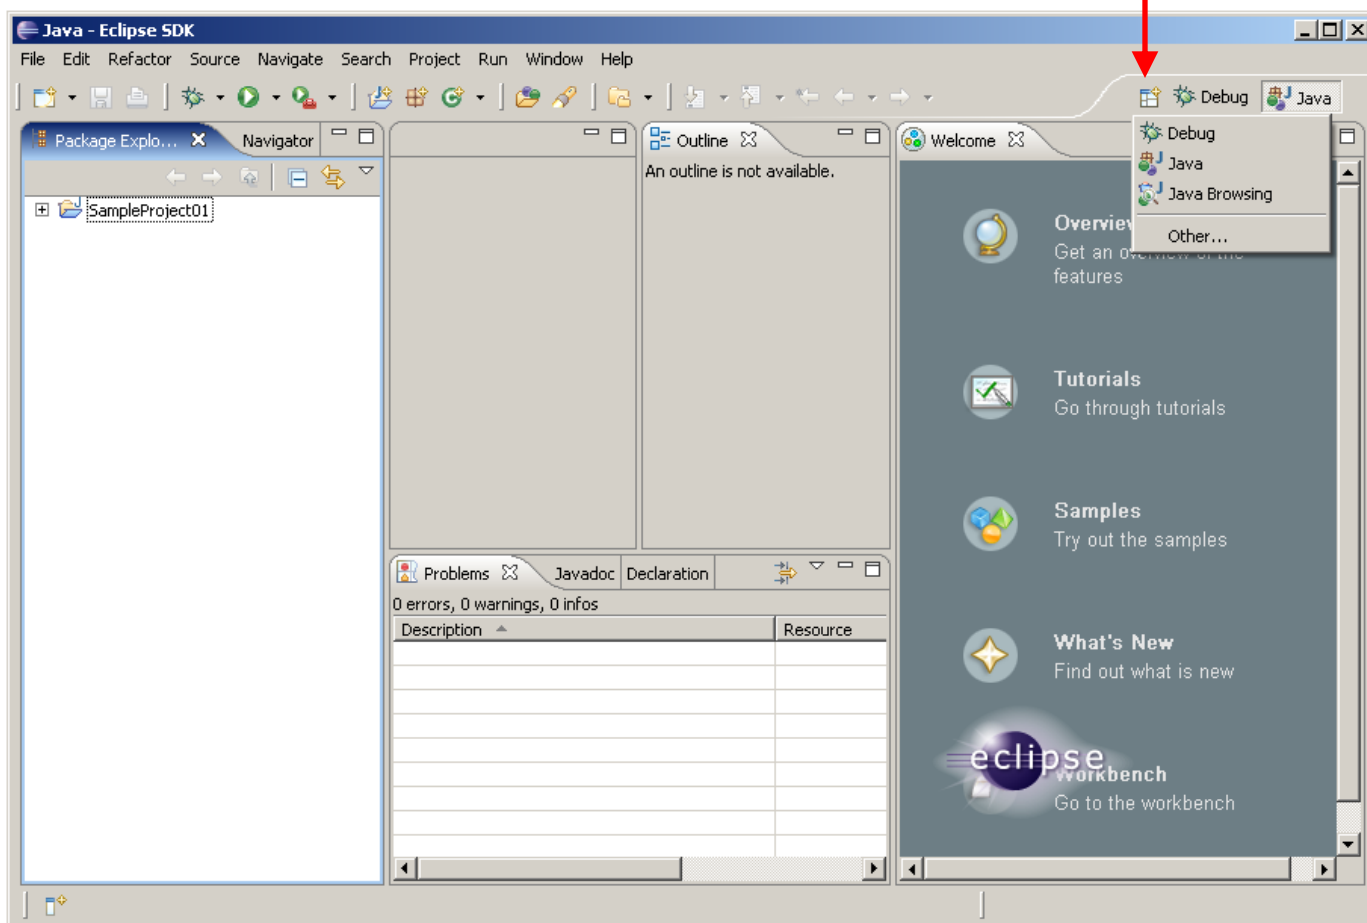 Java - Eclipse SDK
File Edit Refactor Source Navigate Search Project Run Window Help
Debug Java
Package Explo... Navigator
Outline
Welcome
Debug
Java
Java Browsing
Other...
An outline is not available.
SampleProject01
Get an
features
Tutorials
Go through tutorials
Samples
Try out the samples
What's New
Find out what is new
eclipse
Workbench
Go to the workbench
Problems Javadoc Declaration
0 errors, 0 warnings, 0 infos
Description Resource